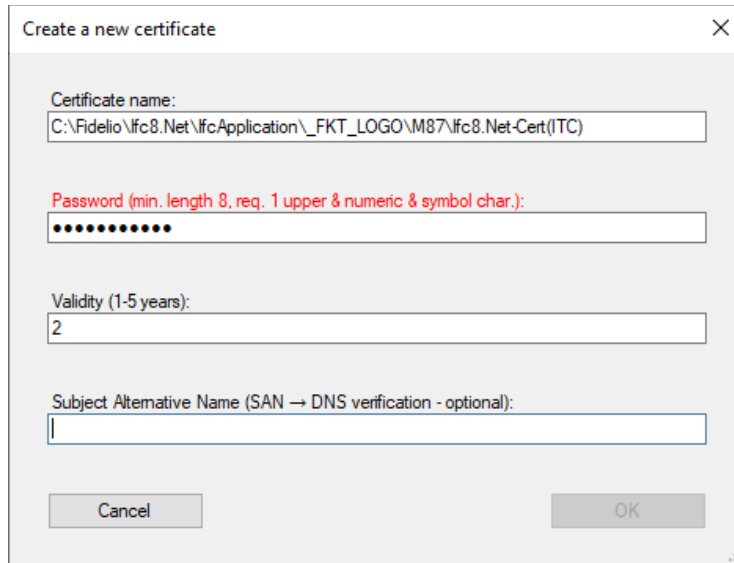 Create a new certificate
Certificate name:
C:\Fidelio\Ifc8.Net\IfcApplication\_FKT_LOGO\M87\Ifc8.Net-Cert(ITC)
Password (min. length 8, req. 1 upper & numeric & symbol char.):
●●●●●●●●●●●
Validity (1-5 years):
2
Subject Alternative Name (SAN → DNS verification - optional):
Cancel
OK